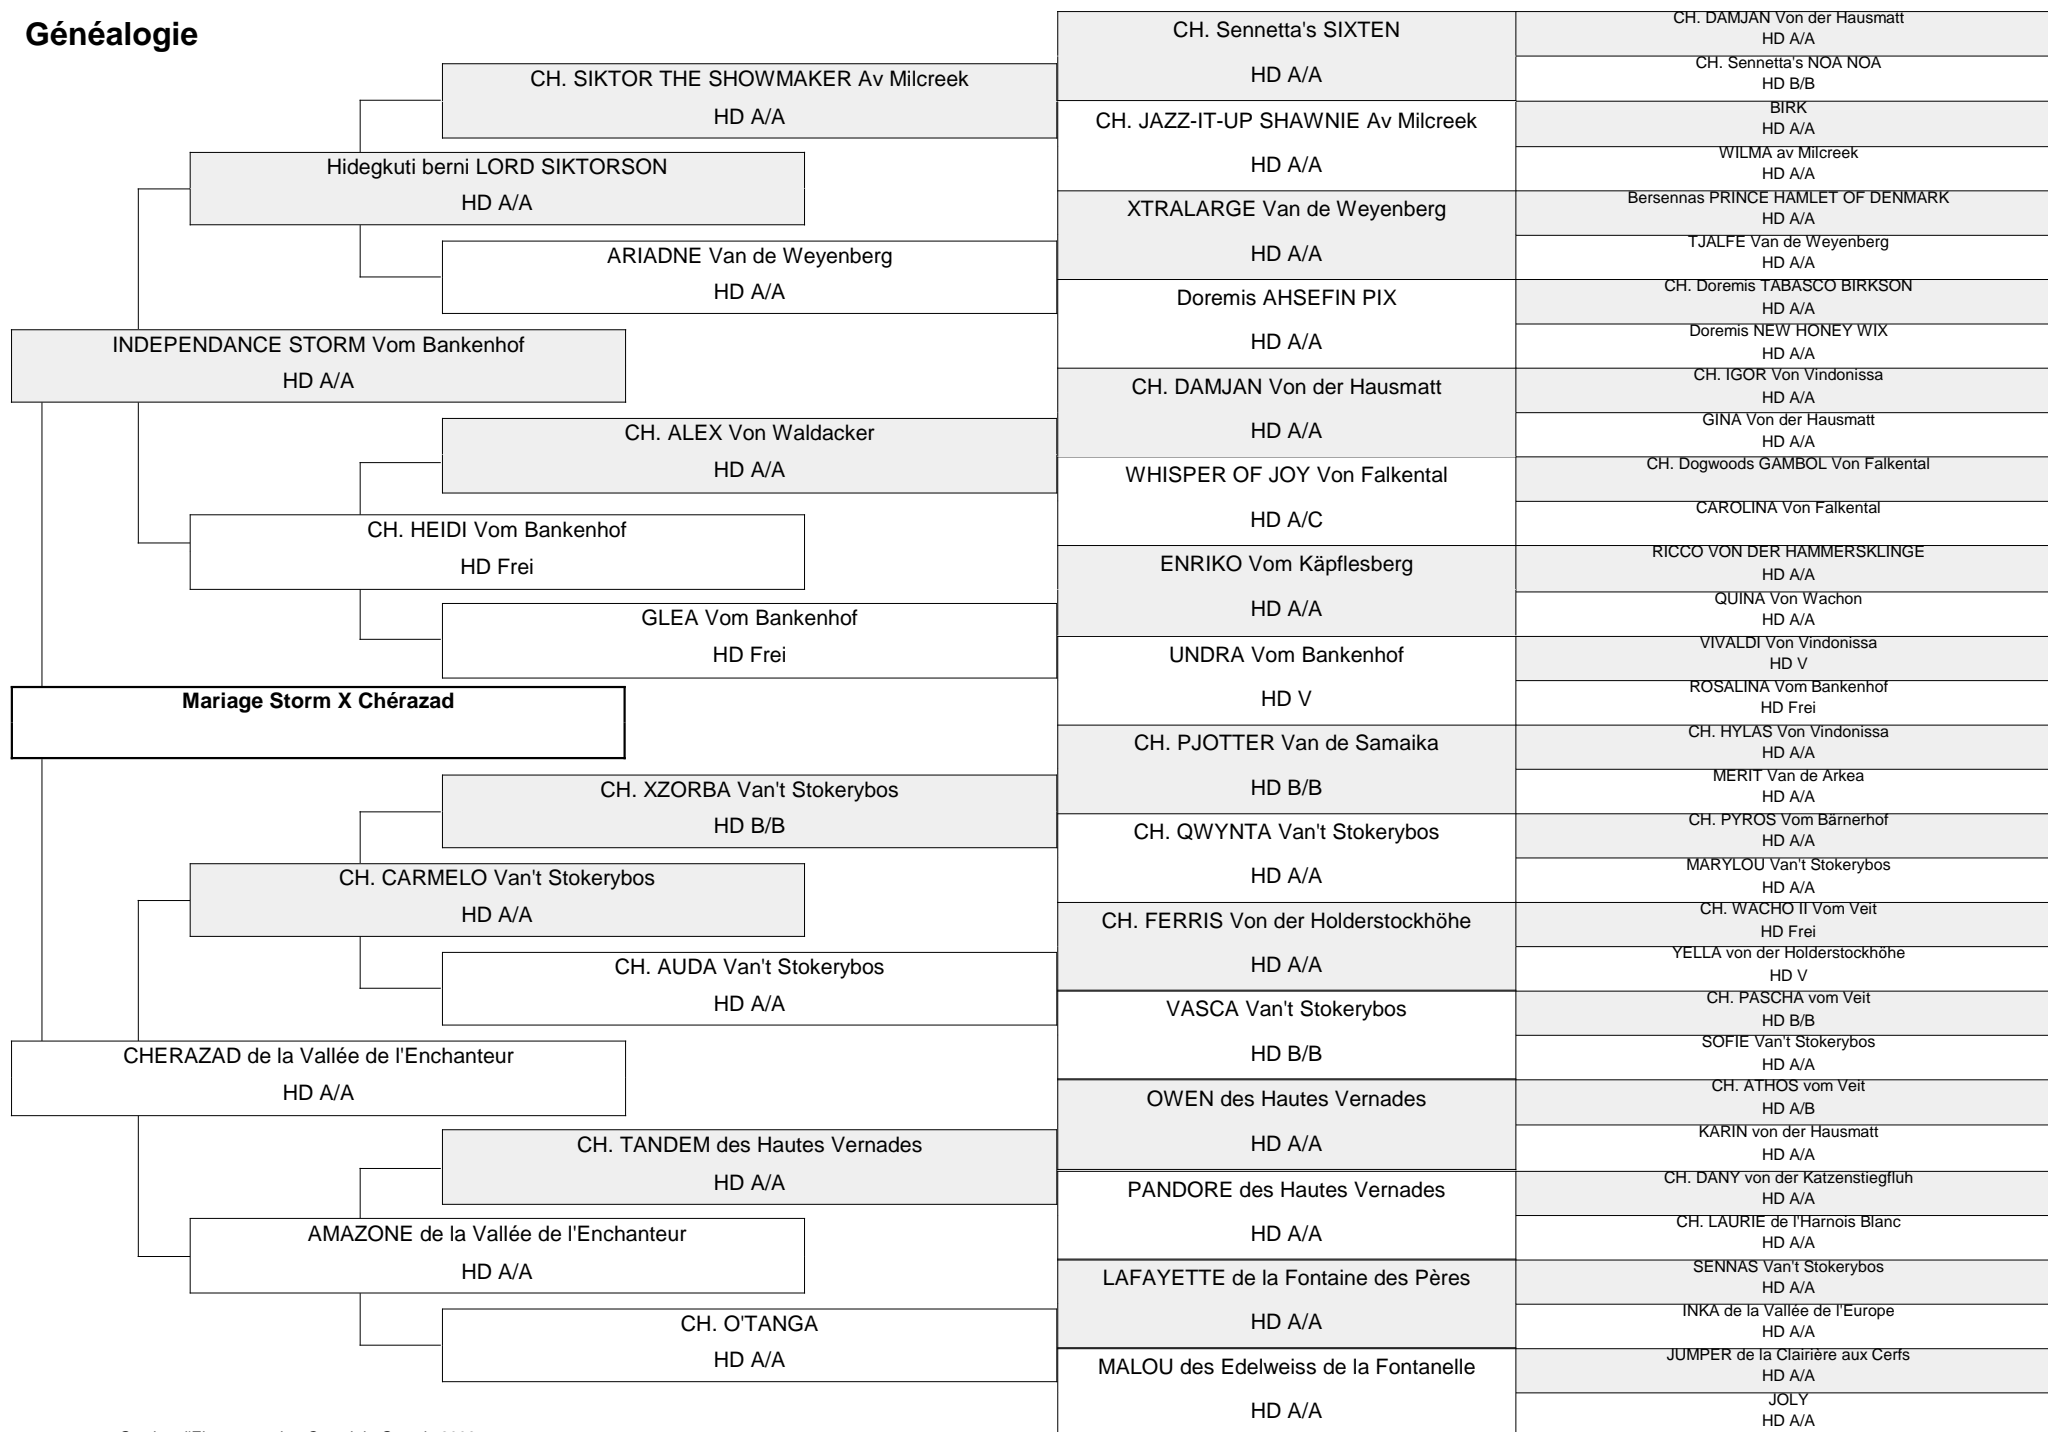 Généalogie
INDEPENDANCE STORM Vom Bankenhof
HD A/A
Mariage Storm X Chérazad
CHERAZAD de la Vallée de l'Enchanteur
HD A/A
Hidegkuti berni LORD SIKTORSON
HD A/A
CH. HEIDI Vom Bankenhof
HD Frei
CH. CARMELO Van't Stokerybos
HD A/A
AMAZONE de la Vallée de l'Enchanteur
HD A/A
CH. SIKTOR THE SHOWMAKER Av Milcreek
HD A/A
ARIADNE Van de Weyenberg
HD A/A
CH. ALEX Von Waldacker
HD A/A
GLEA Vom Bankenhof
HD Frei
CH. XZORBA Van't Stokerybos
HD B/B
CH. AUDA Van't Stokerybos
HD A/A
CH. TANDEM des Hautes Vernades
HD A/A
CH. O'TANGA
HD A/A
CH. Sennetta's SIXTEN
HD A/A
CH. JAZZ-IT-UP SHAWNIE Av Milcreek
HD A/A
XTRALARGE Van de Weyenberg
HD A/A
Doremis AHSEFIN PIX
HD A/A
CH. DAMJAN Von der Hausmatt
HD A/A
WHISPER OF JOY Von Falkental
HD A/C
ENRIKO Vom Käpflesberg
HD A/A
UNDRA Vom Bankenhof
HD V
CH. PJOTTER Van de Samaika
HD B/B
CH. QWYNTA Van't Stokerybos
HD A/A
CH. FERRIS Von der Holderstockhöhe
HD A/A
VASCA Van't Stokerybos
HD B/B
OWEN des Hautes Vernades
HD A/A
PANDORE des Hautes Vernades
HD A/A
LAFAYETTE de la Fontaine des Pères
HD A/A
MALOU des Edelweiss de la Fontanelle
HD A/A
CH. DAMJAN Von der Hausmatt
HD A/A
CH. Sennetta's NOA NOA
HD B/B
BIRK
HD A/A
WILMA av Milcreek
HD A/A
Bersennas PRINCE HAMLET OF DENMARK
HD A/A
TJALFE Van de Weyenberg
HD A/A
CH. Doremis TABASCO BIRKSON
HD A/A
Doremis NEW HONEY WIX
HD A/A
CH. IGOR Von Vindonissa
HD A/A
GINA Von der Hausmatt
HD A/A
CH. Dogwoods GAMBOL Von Falkental
CAROLINA Von Falkental
RICCO VON DER HAMMERSKLINGE
HD A/A
QUINA Von Wachon
HD A/A
VIVALDI Von Vindonissa
HD V
ROSALINA Vom Bankenhof
HD Frei
CH. HYLAS Von Vindonissa
HD A/A
MERIT Van de Arkea
HD A/A
CH. PYROS Vom Bärnerhof
HD A/A
MARYLOU Van't Stokerybos
HD A/A
CH. WACHO II Vom Veit
HD Frei
YELLA von der Holderstockhöhe
HD V
CH. PASCHA vom Veit
HD B/B
SOFIE Van't Stokerybos
HD A/A
CH. ATHOS vom Veit
HD A/B
KARIN von der Hausmatt
HD A/A
CH. DANY von der Katzenstiegfluh
HD A/A
CH. LAURIE de l'Harnois Blanc
HD A/A
SENNAS Van't Stokerybos
HD A/A
INKA de la Vallée de l'Europe
HD A/A
JUMPER de la Clairière aux Cerfs
HD A/A
JOLY
HD A/A